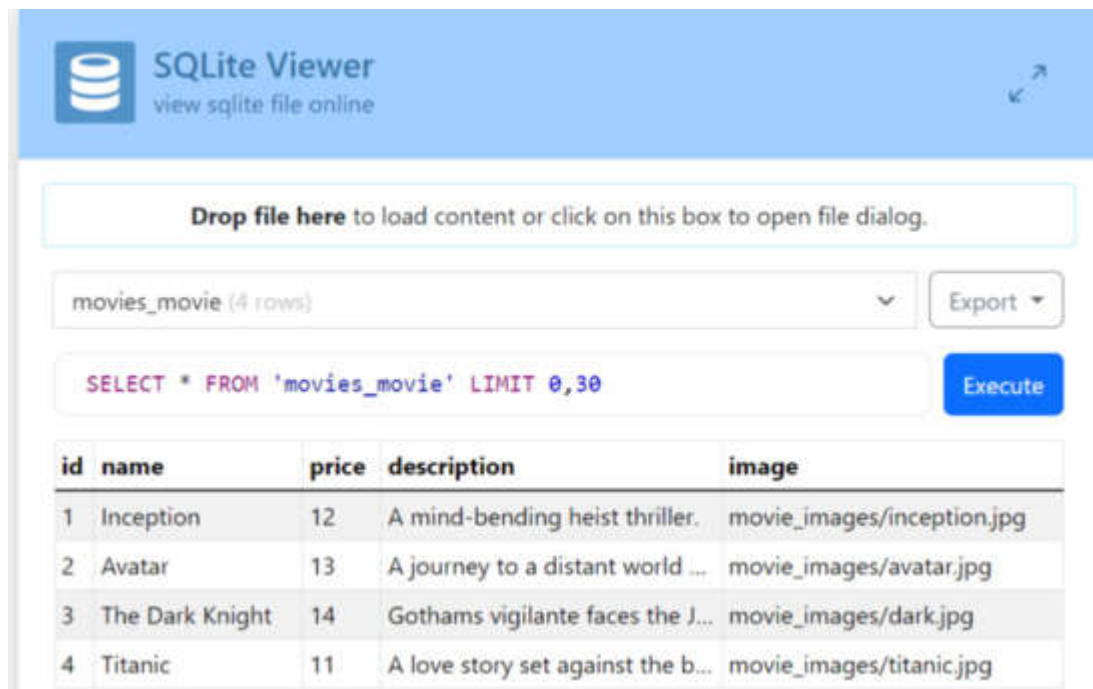 SQLite Viewer
view sqlite file online
Drop file here to load content or click on this box to open file dialog.
movies_movie (4 rows)
Export
SELECT * FROM 'movies_movie' LIMIT 0,30
Execute
id name price description image
1 Inception 12 A mind-bending heist thriller. movie_images/inception.jpg
2 Avatar 13 A journey to a distant world ... movie_images/avatar.jpg
3 The Dark Knight 14 Gothams vigilante faces the J... movie_images/dark.jpg
4 Titanic 11 A love story set against the b... movie_images/titanic.jpg